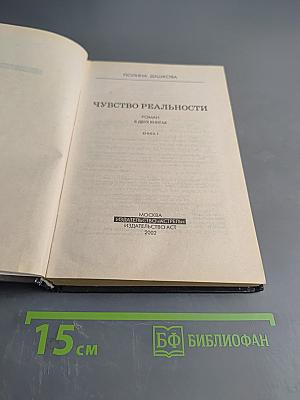 ПОЛИНА ДАШКОВА
ЧУВСТВО РЕАЛЬНОСТИ
РОМАН
В ДВУХ КНИГАХ
КНИГА 1
МОСКВА
ИЗДАТЕЛЬСТВО «АСТРЕЛЬ»
ИЗДАТЕЛЬСТВО АСТ
2002
15 см
БФ БИБЛИОФАН